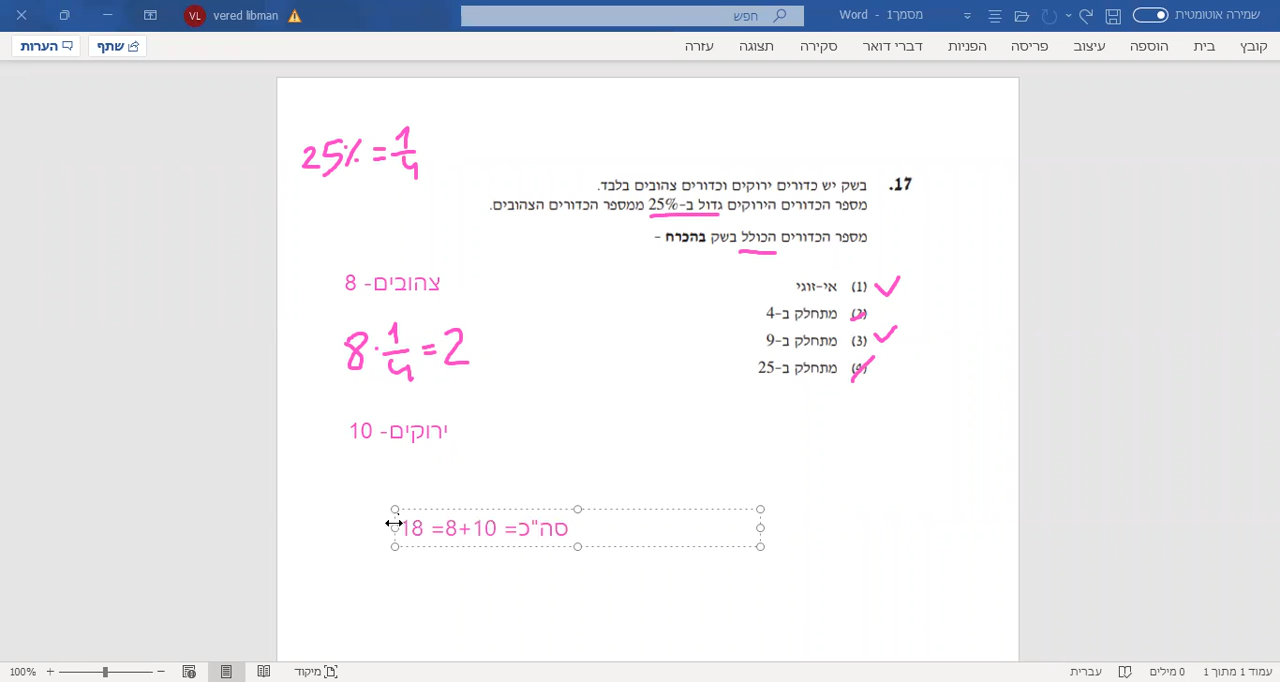 שמירה אוטומטית
מסמך1 - Word
חפש
vered libman
VL
קובץ
בית
הוספה
עיצוב
פריסה
הפניות
דברי דואר
סקירה
תצוגה
עזרה
שתף
הערות
25% = 1/4
17. בשק יש כדורים ירוקים וכדורים צהובים בלבד.
מספר הכדורים הירוקים גדול ב-25% ממספר הכדורים הצהובים.
מספר הכדורים הכולל בשק בהכרח -
(1) אי-זוגי
(2) מתחלק ב-4
(3) מתחלק ב-9
(4) מתחלק ב-25
צהובים- 8
8 · 1/4 = 2
ירוקים- 10
סה"כ= 10+8= 18
עמוד 1 מתוך 1
0 מילים
עברית
מיקוד
100%